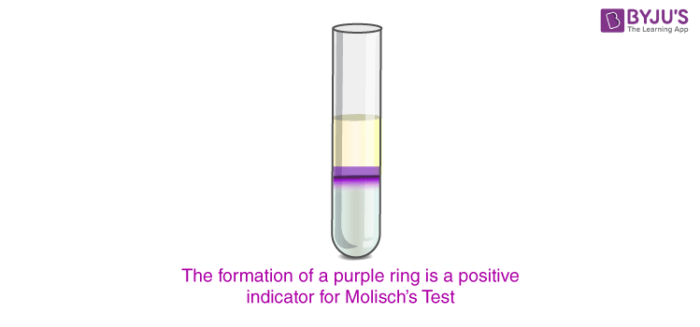 BYJU'S
The Learning App
The formation of a purple ring is a positive
indicator for Molisch's Test